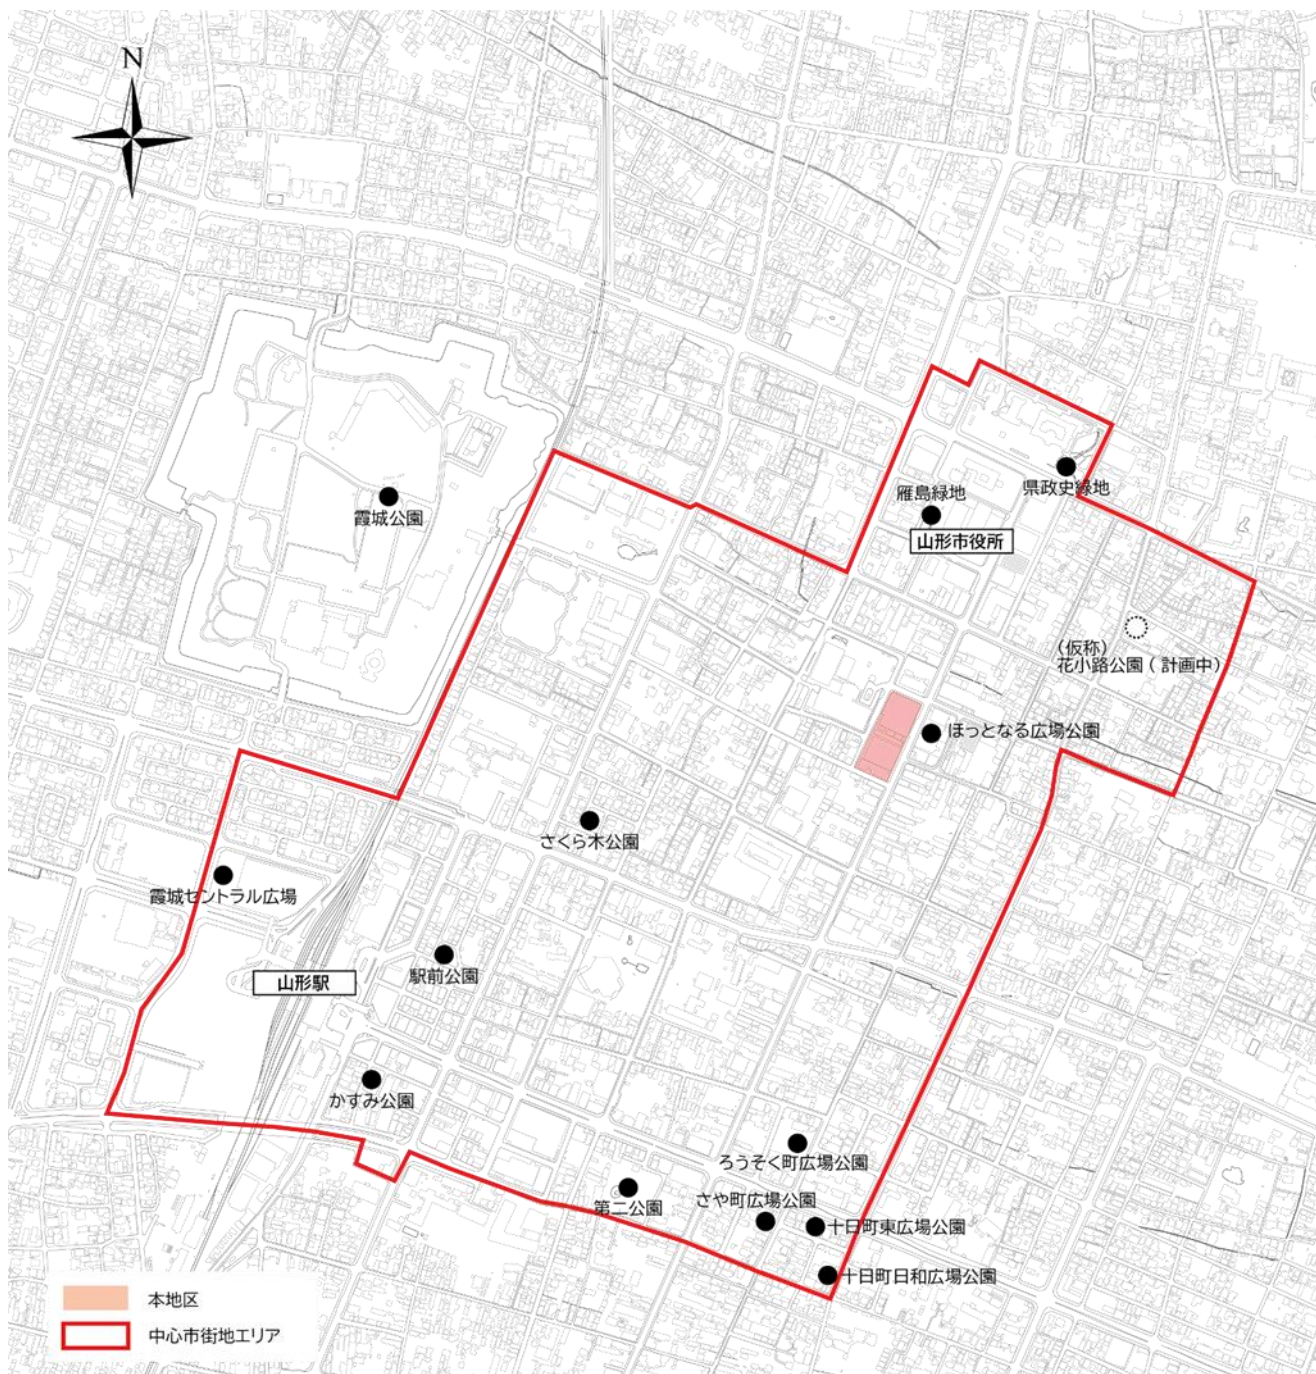 N
県政史緑地
雁島緑地
山形市役所
霞城公園
(仮称)
花小路公園 ( 計画中)
ほっとなる広場公園
さくら木公園
霞城セントラル広場
駅前公園
山形駅
かすみ公園
ろうそく町広場公園
第二公園
さや町広場公園
十日町東広場公園
十日町日和広場公園
本地区
中心市街地エリア